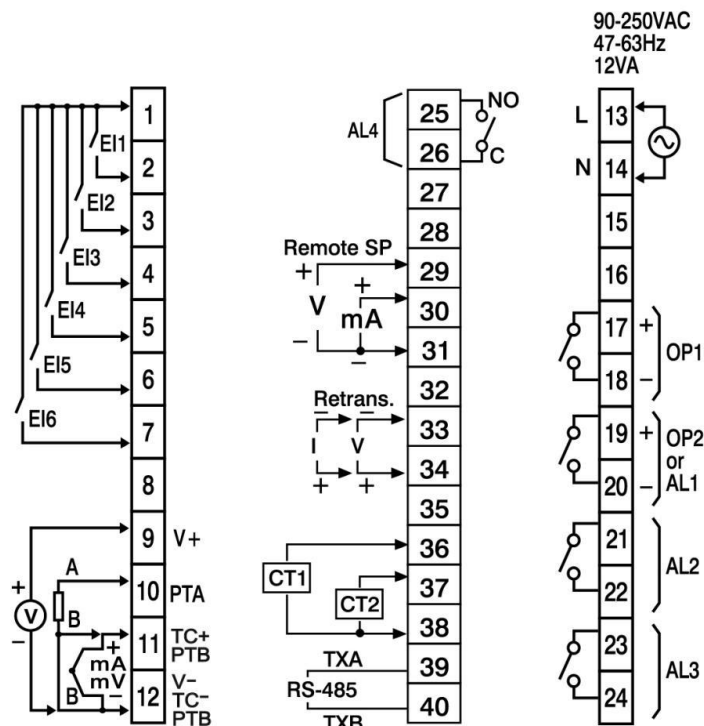 90-250VAC
47-63Hz
12VA
1
EI1
2
EI2
3
EI3
4
EI4
5
EI5
6
EI6
7
8
9 V+
+
V
−
A
10 PTA
B
11 TC+
PTB
+
mA
mV
−
B
12 V−
TC−
PTB
AL4
25 NO
26 C
27
28
Remote SP
29
+
V
−
+
30
mA
−
31
32
Retrans.
33
− −
I V
+ +
34
35
36
CT1
37
CT2
38
TXA
39
RS-485
40
TXB
L 13
N 14
15
16
17 +
OP1
18 −
19 +
OP2
or
AL1
20 −
21
AL2
22
23
AL3
24